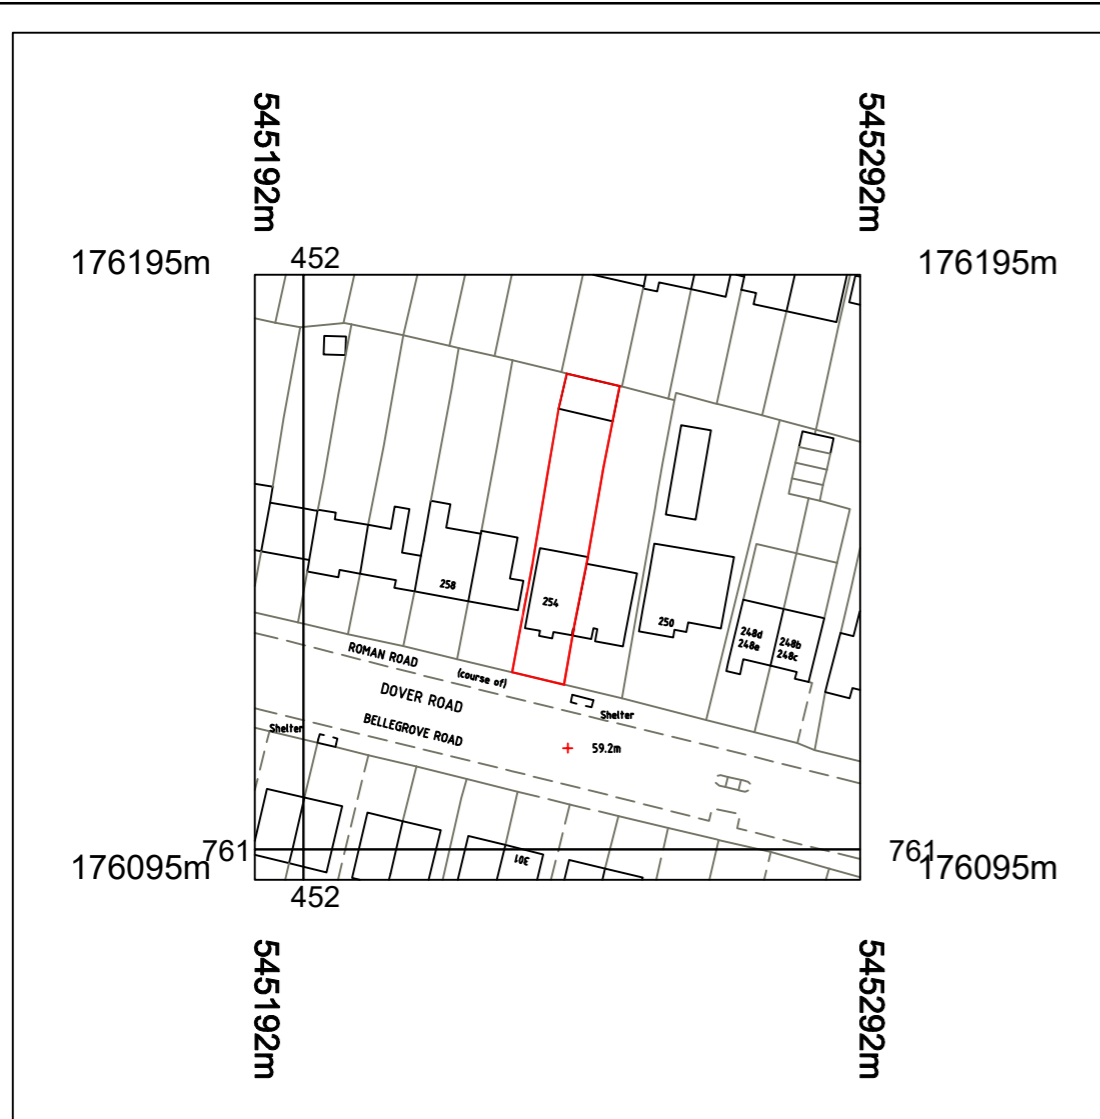 545192m
545292m
176195m
452
176195m
258
254
250
248d
248e
248b
248c
ROMAN ROAD
(course of)
DOVER ROAD
Shelter
BELLEGROVE ROAD
Shelter
59.2m
761
761
301
176095m
176095m
452
545192m
545292m